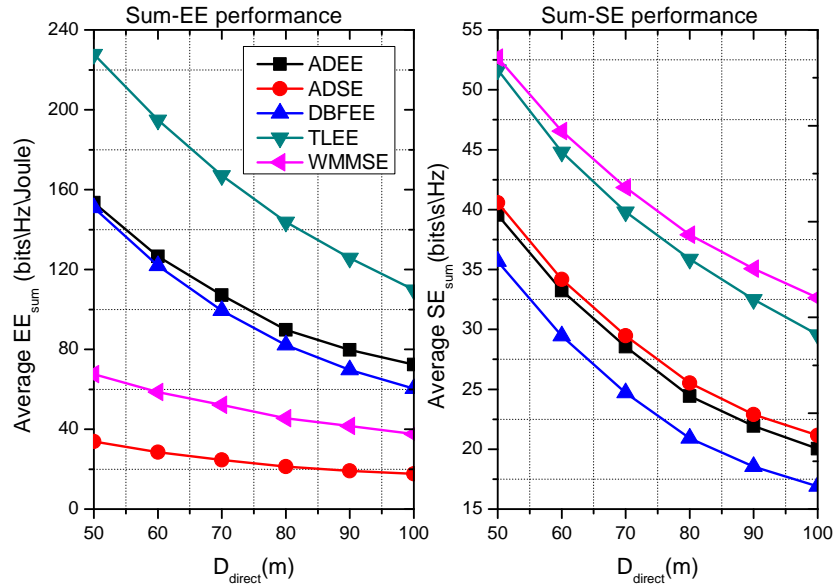 Sum-EE performance
Sum-SE performance
240
200
160
120
80
40
0
Average EE_sum (bits\Hz\Joule)
ADEE
ADSE
DBFEE
TLEE
WMMSE
50 60 70 80 90 100
D_direct(m)
55
50
45
40
35
30
25
20
15
Average SE_sum (bits\s\Hz)
50 60 70 80 90 100
D_direct(m)